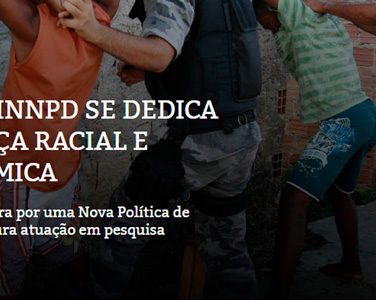 INNPD SE DEDICA
ÇA RACIAL E
MICA
ra por uma Nova Política de
ura atuação em pesquisa